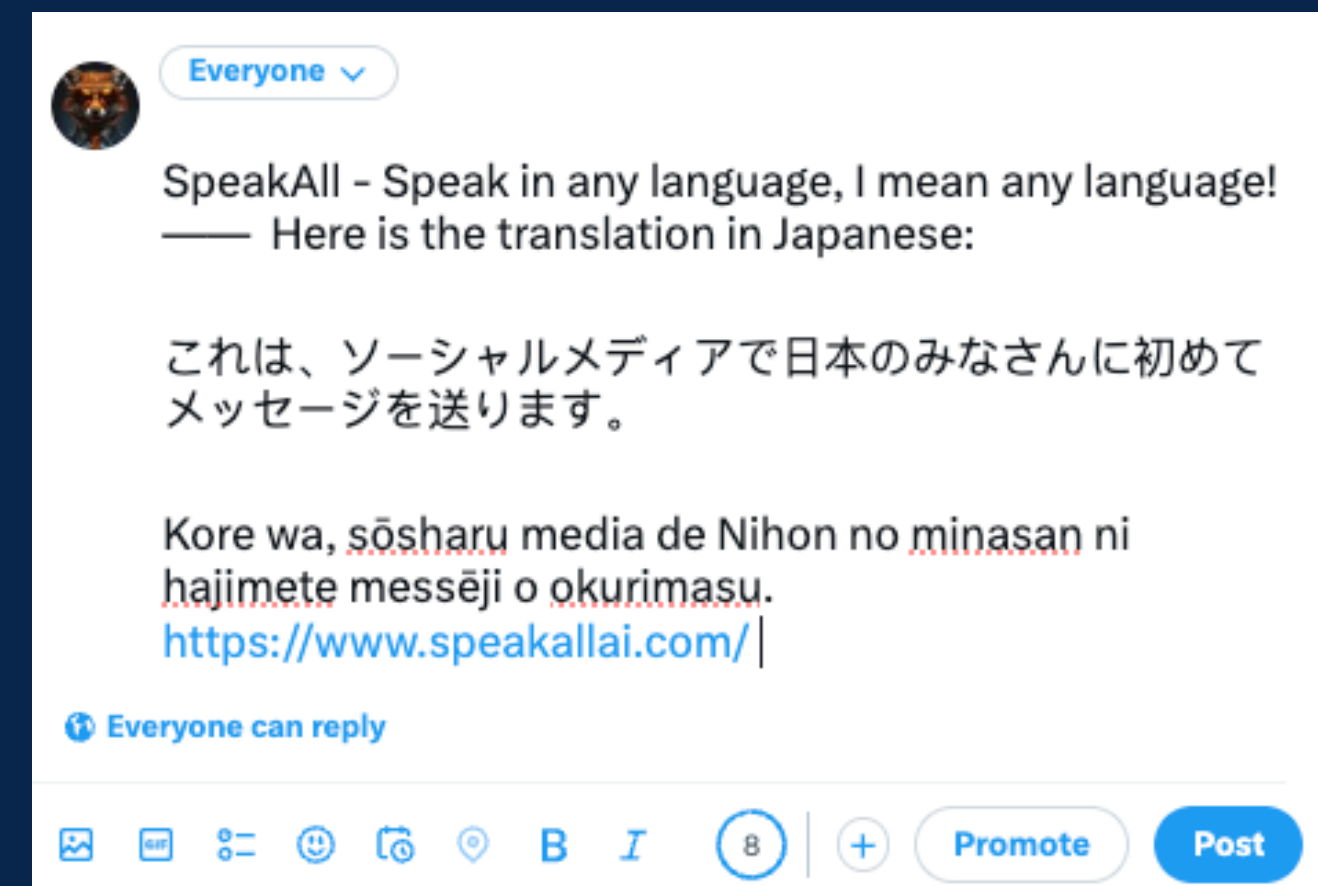 Everyone
SpeakAll - Speak in any language, I mean any language!
—— Here is the translation in Japanese:
これは、ソーシャルメディアで日本のみなさんに初めて
メッセージを送ります。
Kore wa, sōsharu media de Nihon no minasan ni
hajimete messēji o okurimasu.
https://www.speakallai.com/
Everyone can reply
GIF B I 8 + Promote Post